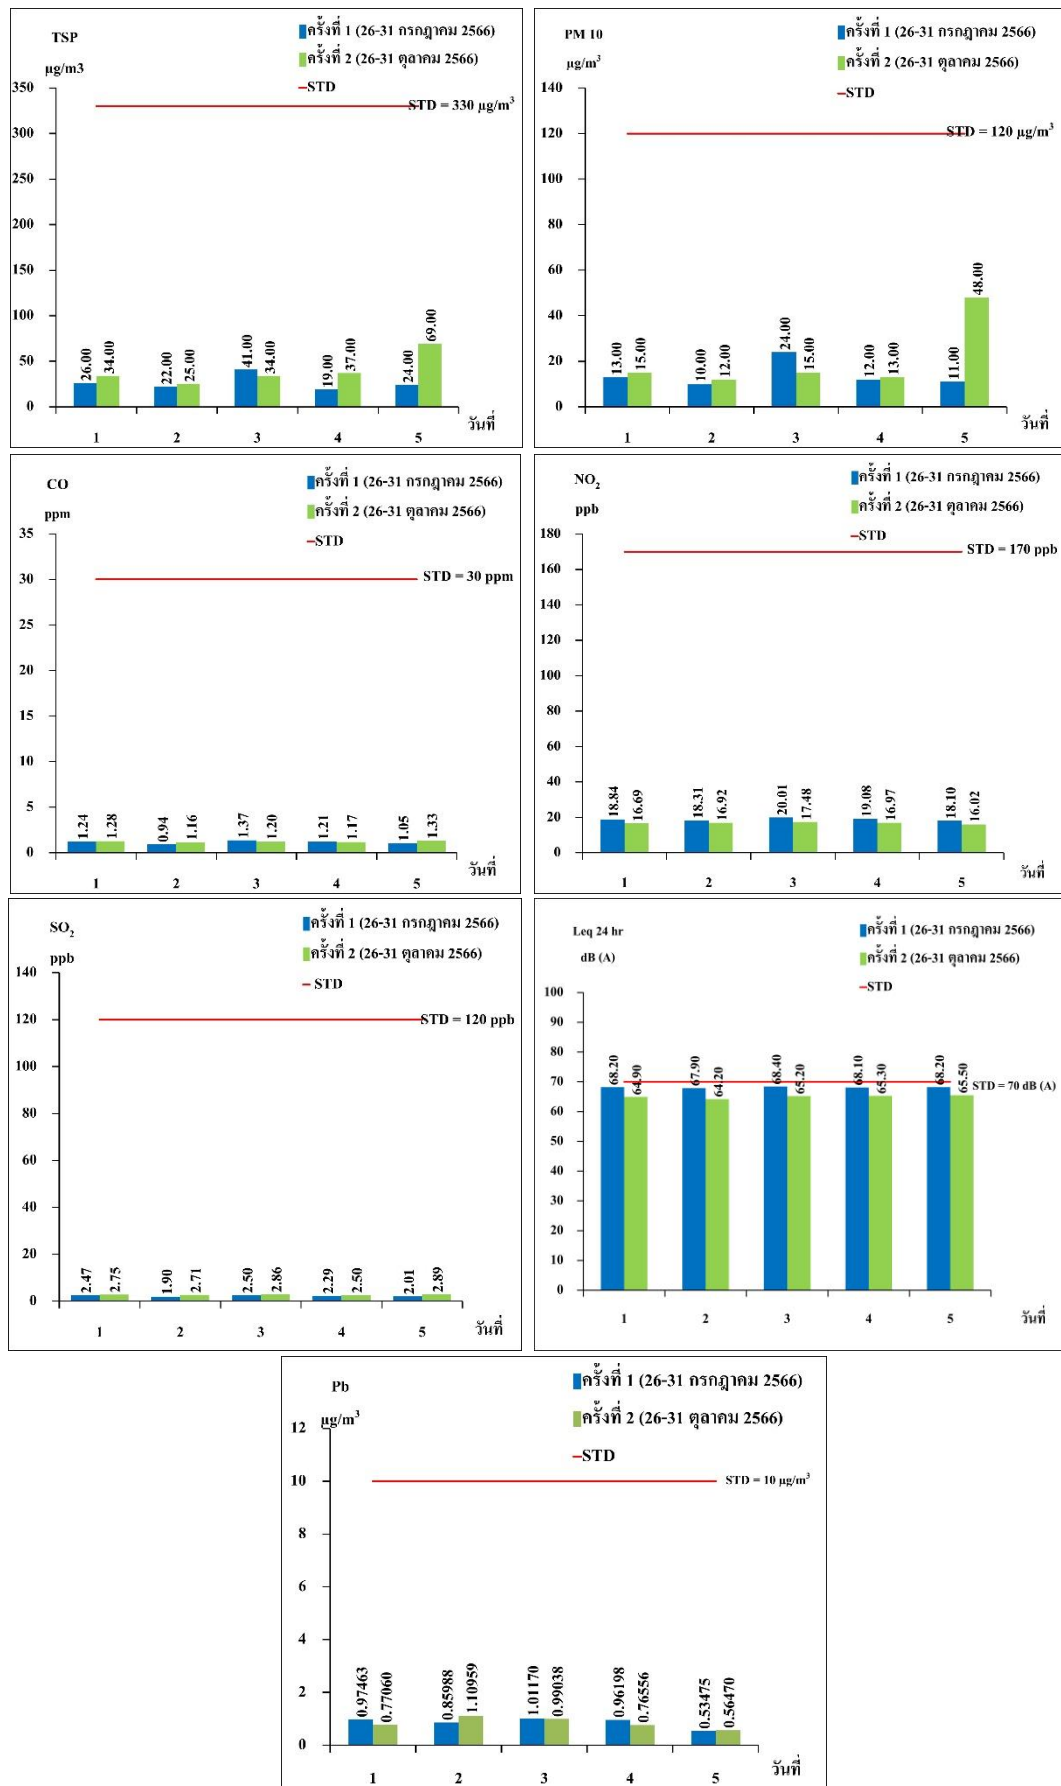 TSP
µg/m3
ครั้งที่ 1 (26-31 กรกฎาคม 2566)
ครั้งที่ 2 (26-31 ตุลาคม 2566)
STD
STD = 330 µg/m³
350
300
250
200
150
100
50
0
26.00 34.00 22.00 25.00 41.00 34.00 19.00 37.00 24.00 69.00
1 2 3 4 5
วันที่
PM 10
µg/m³
ครั้งที่ 1 (26-31 กรกฎาคม 2566)
ครั้งที่ 2 (26-31 ตุลาคม 2566)
STD
STD = 120 µg/m³
140
120
100
80
60
40
20
0
13.00 15.00 10.00 12.00 24.00 15.00 12.00 13.00 11.00 48.00
1 2 3 4 5
วันที่
CO
ppm
ครั้งที่ 1 (26-31 กรกฎาคม 2566)
ครั้งที่ 2 (26-31 ตุลาคม 2566)
STD
STD = 30 ppm
35
30
25
20
15
10
5
0
1.24 1.28 0.94 1.16 1.37 1.20 1.21 1.17 1.05 1.33
1 2 3 4 5
วันที่
NO₂
ppb
ครั้งที่ 1 (26-31 กรกฎาคม 2566)
ครั้งที่ 2 (26-31 ตุลาคม 2566)
STD
STD = 170 ppb
180
160
140
120
100
80
60
40
20
0
18.84 16.69 18.31 16.92 20.01 17.48 19.08 16.97 18.10 16.02
1 2 3 4 5
วันที่
SO₂
ppb
ครั้งที่ 1 (26-31 กรกฎาคม 2566)
ครั้งที่ 2 (26-31 ตุลาคม 2566)
STD
STD = 120 ppb
140
120
100
80
60
40
20
0
2.47 2.75 1.90 2.71 2.50 2.86 2.29 2.50 2.01 2.89
1 2 3 4 5
วันที่
Leq 24 hr
dB (A)
ครั้งที่ 1 (26-31 กรกฎาคม 2566)
ครั้งที่ 2 (26-31 ตุลาคม 2566)
STD
STD = 70 dB (A)
100
90
80
70
60
50
40
30
20
10
0
68.20 64.90 67.90 64.20 68.40 65.20 68.10 65.30 68.20 65.50
1 2 3 4 5
วันที่
Pb
µg/m³
ครั้งที่ 1 (26-31 กรกฎาคม 2566)
ครั้งที่ 2 (26-31 ตุลาคม 2566)
STD
STD = 10 µg/m³
12
10
8
6
4
2
0
0.97463 0.77060 0.85988 1.10959 1.01170 0.99038 0.96198 0.76556 0.53475 0.56470
1 2 3 4 5
วันที่